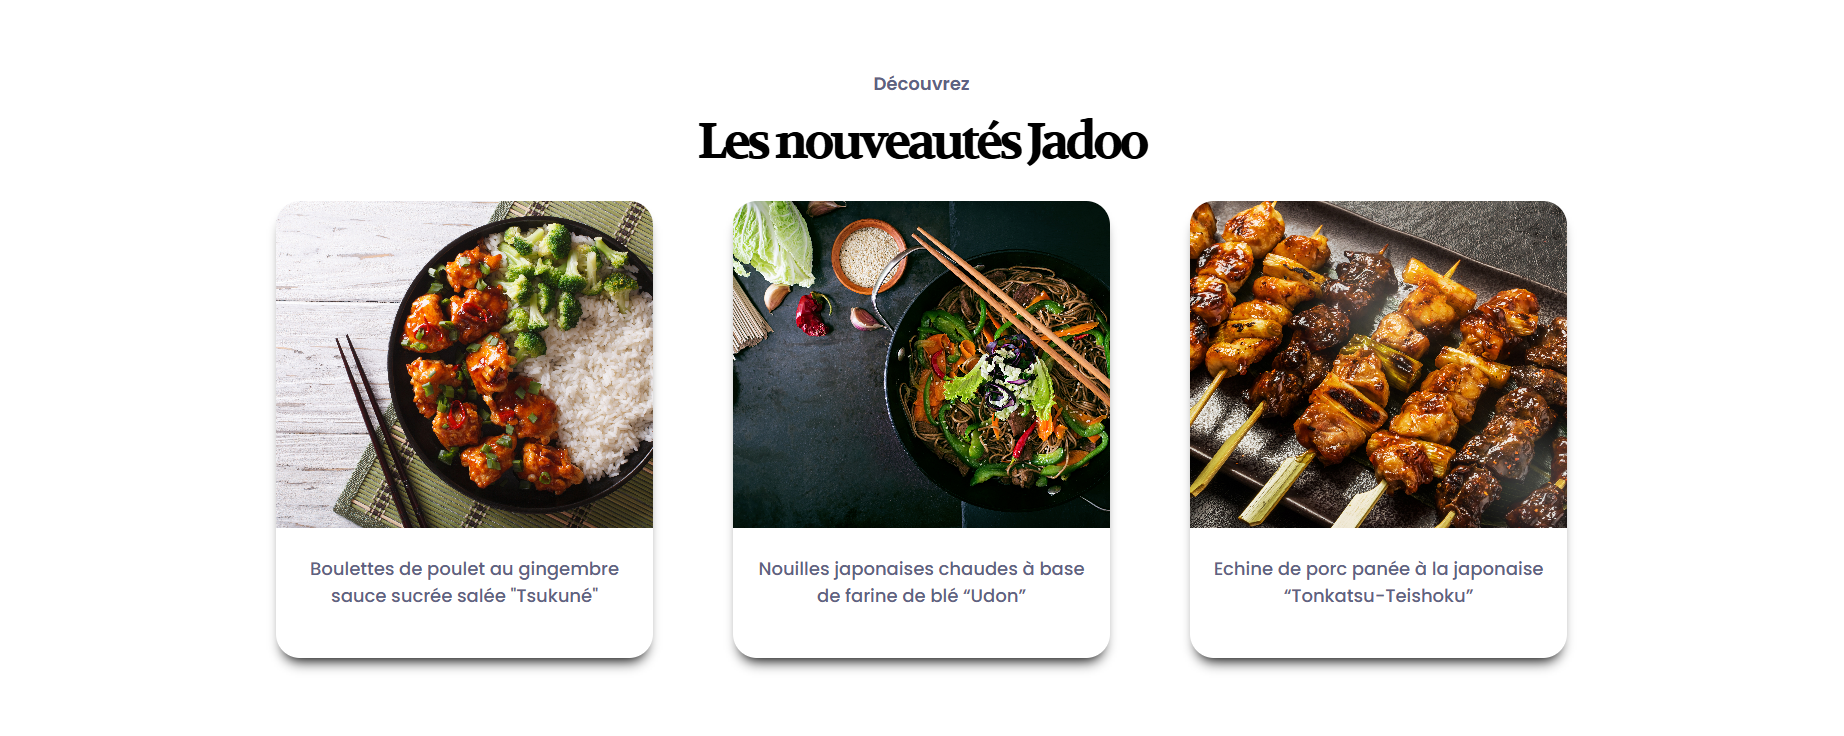 Découvrez
Les nouveautés Jadoo
Boulettes de poulet au gingembre
sauce sucrée salée "Tsukuné"
Nouilles japonaises chaudes à base
de farine de blé “Udon”
Echine de porc panée à la japonaise
“Tonkatsu-Teishoku”